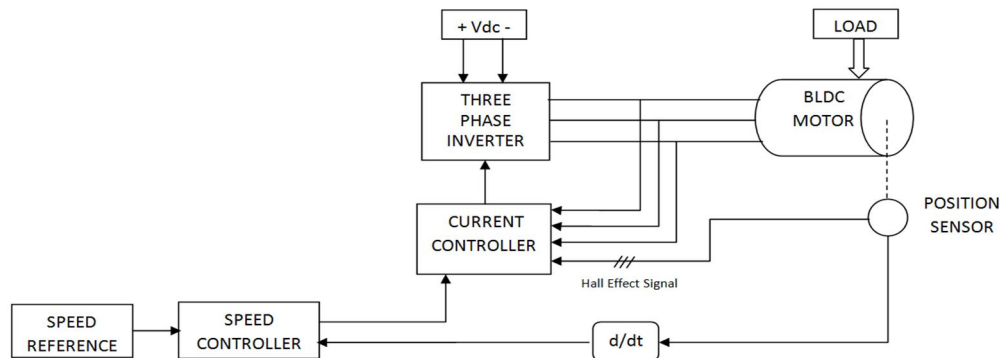 + Vdc -
LOAD
THREE
PHASE
INVERTER
BLDC
MOTOR
CURRENT
CONTROLLER
POSITION
SENSOR
Hall Effect Signal
SPEED
REFERENCE
SPEED
CONTROLLER
d/dt